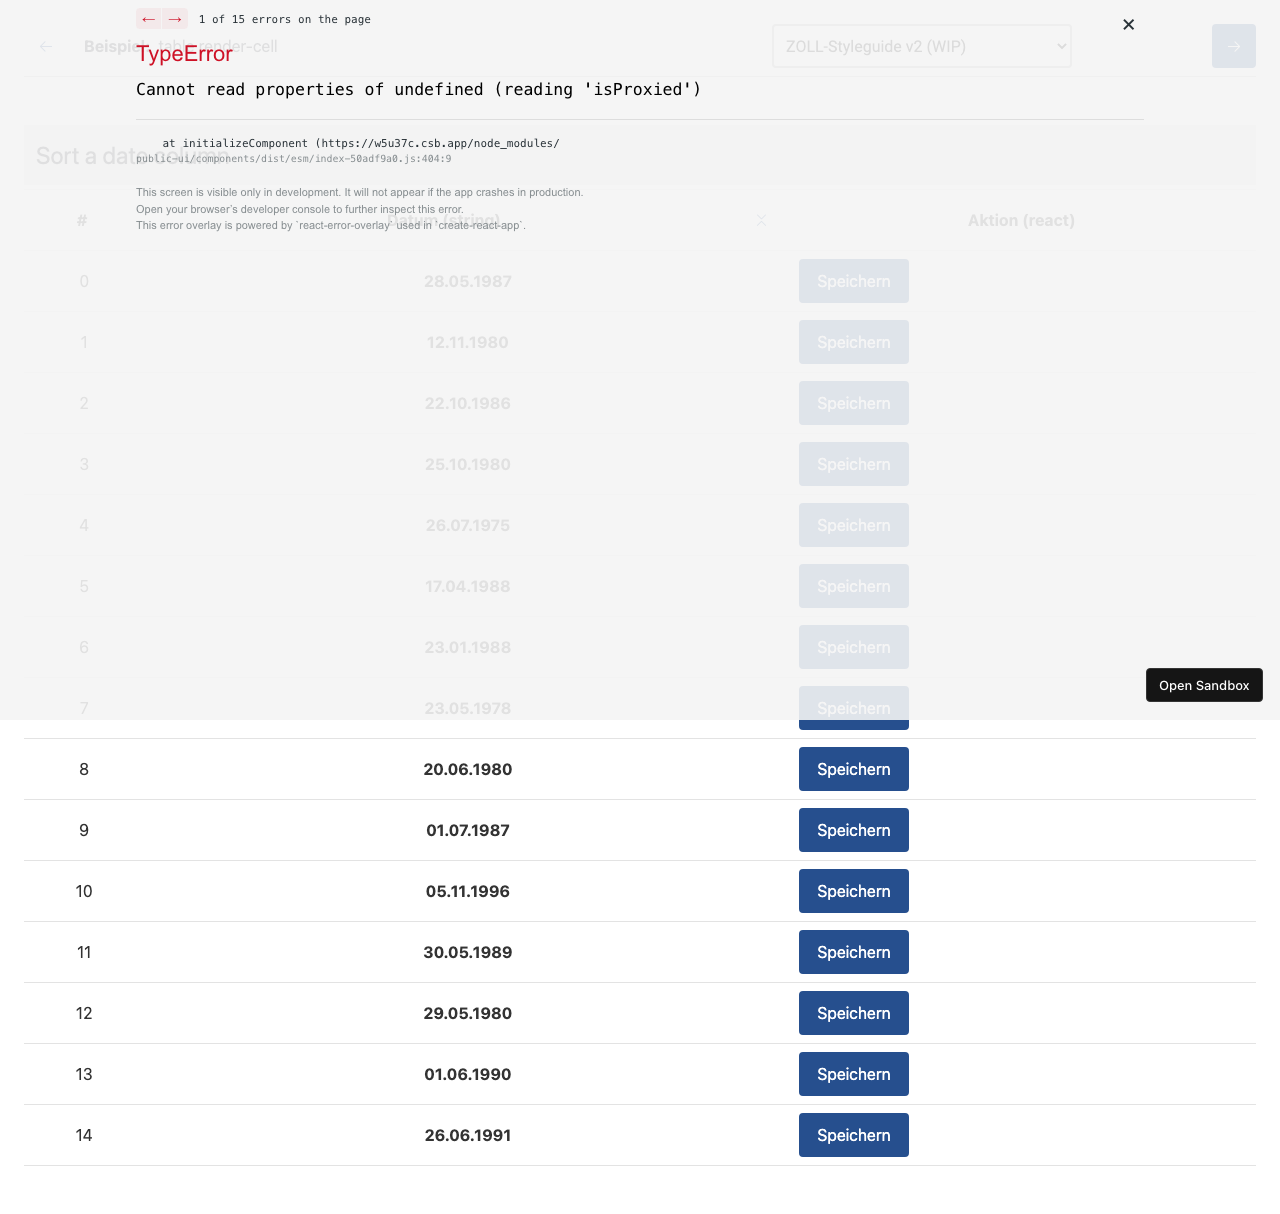 ← → 1 of 15 errors on the page
×
← Beispiel table render-cell
ZOLL-Styleguide v2 (WIP)
→
TypeError
Cannot read properties of undefined (reading 'isProxied')
at initializeComponent (https://w5u37c.csb.app/node_modules/
public-ui/components/dist/esm/index-50adf9a0.js:404:9
Sort a date column
This screen is visible only in development. It will not appear if the app crashes in production.
Open your browser’s developer console to further inspect this error.
This error overlay is powered by `react-error-overlay` used in `create-react-app`.
# Datum (string) Aktion (react)
0 28.05.1987 Speichern
1 12.11.1980 Speichern
2 22.10.1986 Speichern
3 25.10.1980 Speichern
4 26.07.1975 Speichern
5 17.04.1988 Speichern
6 23.01.1988 Speichern
Open Sandbox
7 23.05.1978 Speichern
8 20.06.1980 Speichern
9 01.07.1987 Speichern
10 05.11.1996 Speichern
11 30.05.1989 Speichern
12 29.05.1980 Speichern
13 01.06.1990 Speichern
14 26.06.1991 Speichern